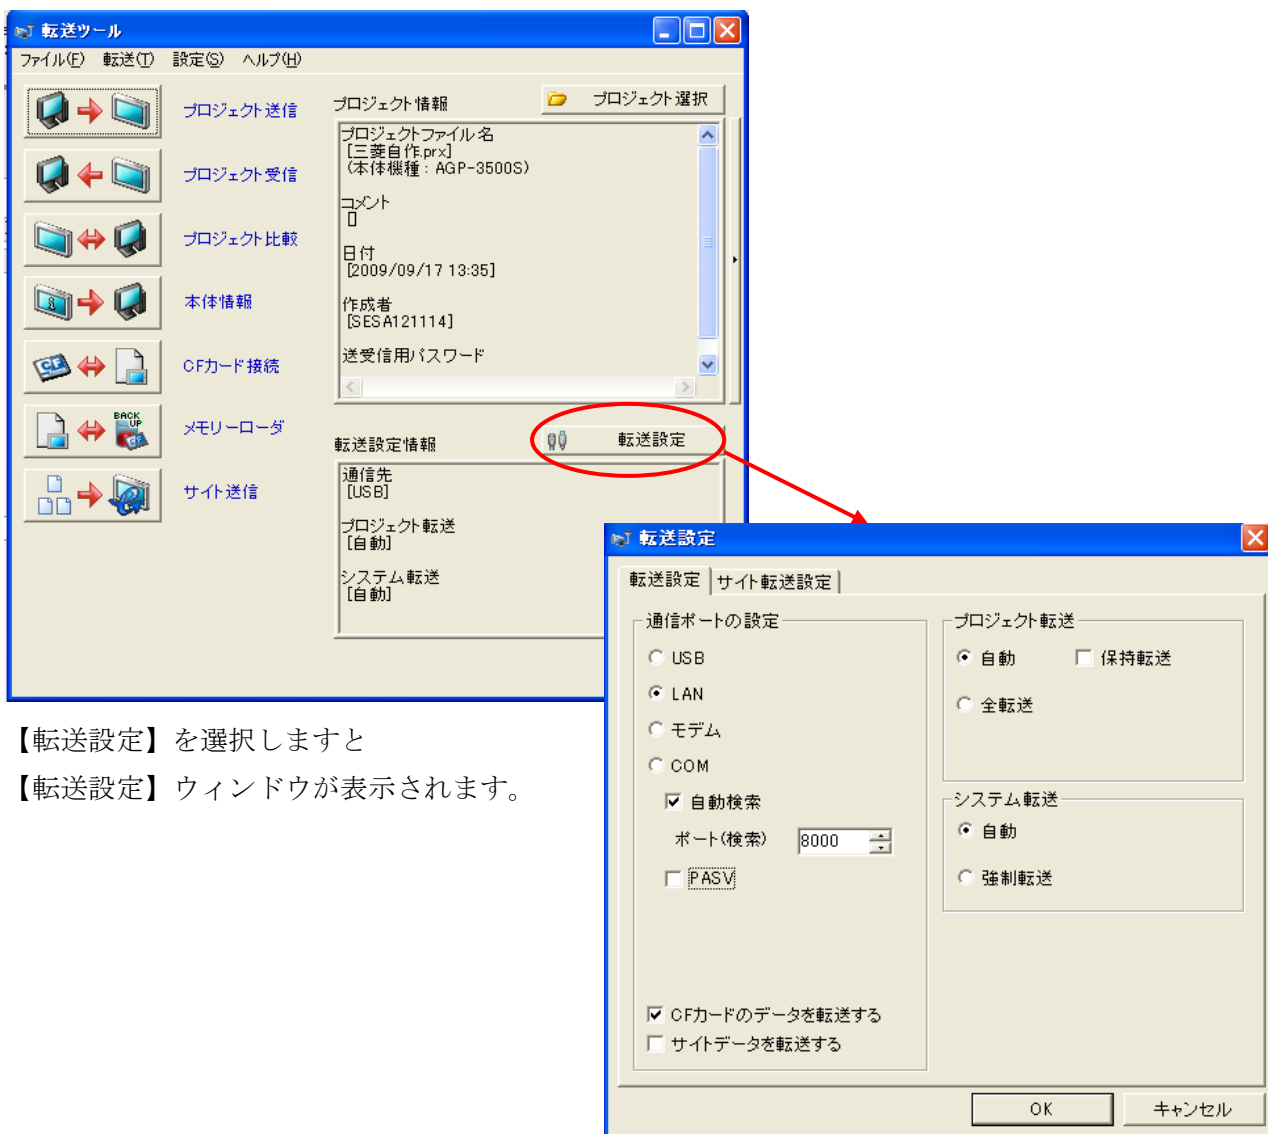 転送ツール
ファイル(F) 転送(T) 設定(S) ヘルプ(H)
プロジェクト送信
プロジェクト受信
プロジェクト比較
本体情報
CFカード接続
メモリーローダ
BACK
UP
CF
サイト送信
プロジェクト情報
プロジェクト選択
プロジェクトファイル名
[三菱自作.prx]
(本体機種：AGP-3500S)
コメント
[]
日付
[2009/09/17 13:35]
作成者
[SESA121114]
送受信用パスワード
転送設定情報
転送設定
通信先
[USB]
プロジェクト転送
[自動]
システム転送
[自動]
【転送設定】を選択しますと
【転送設定】ウィンドウが表示されます。
転送設定
転送設定 サイト転送設定
通信ポートの設定
USB
LAN
モデム
COM
自動検索
ポート(検索) 8000
PASV
CFカードのデータを転送する
サイトデータを転送する
プロジェクト転送
自動 保持転送
全転送
システム転送
自動
強制転送
OK キャンセル